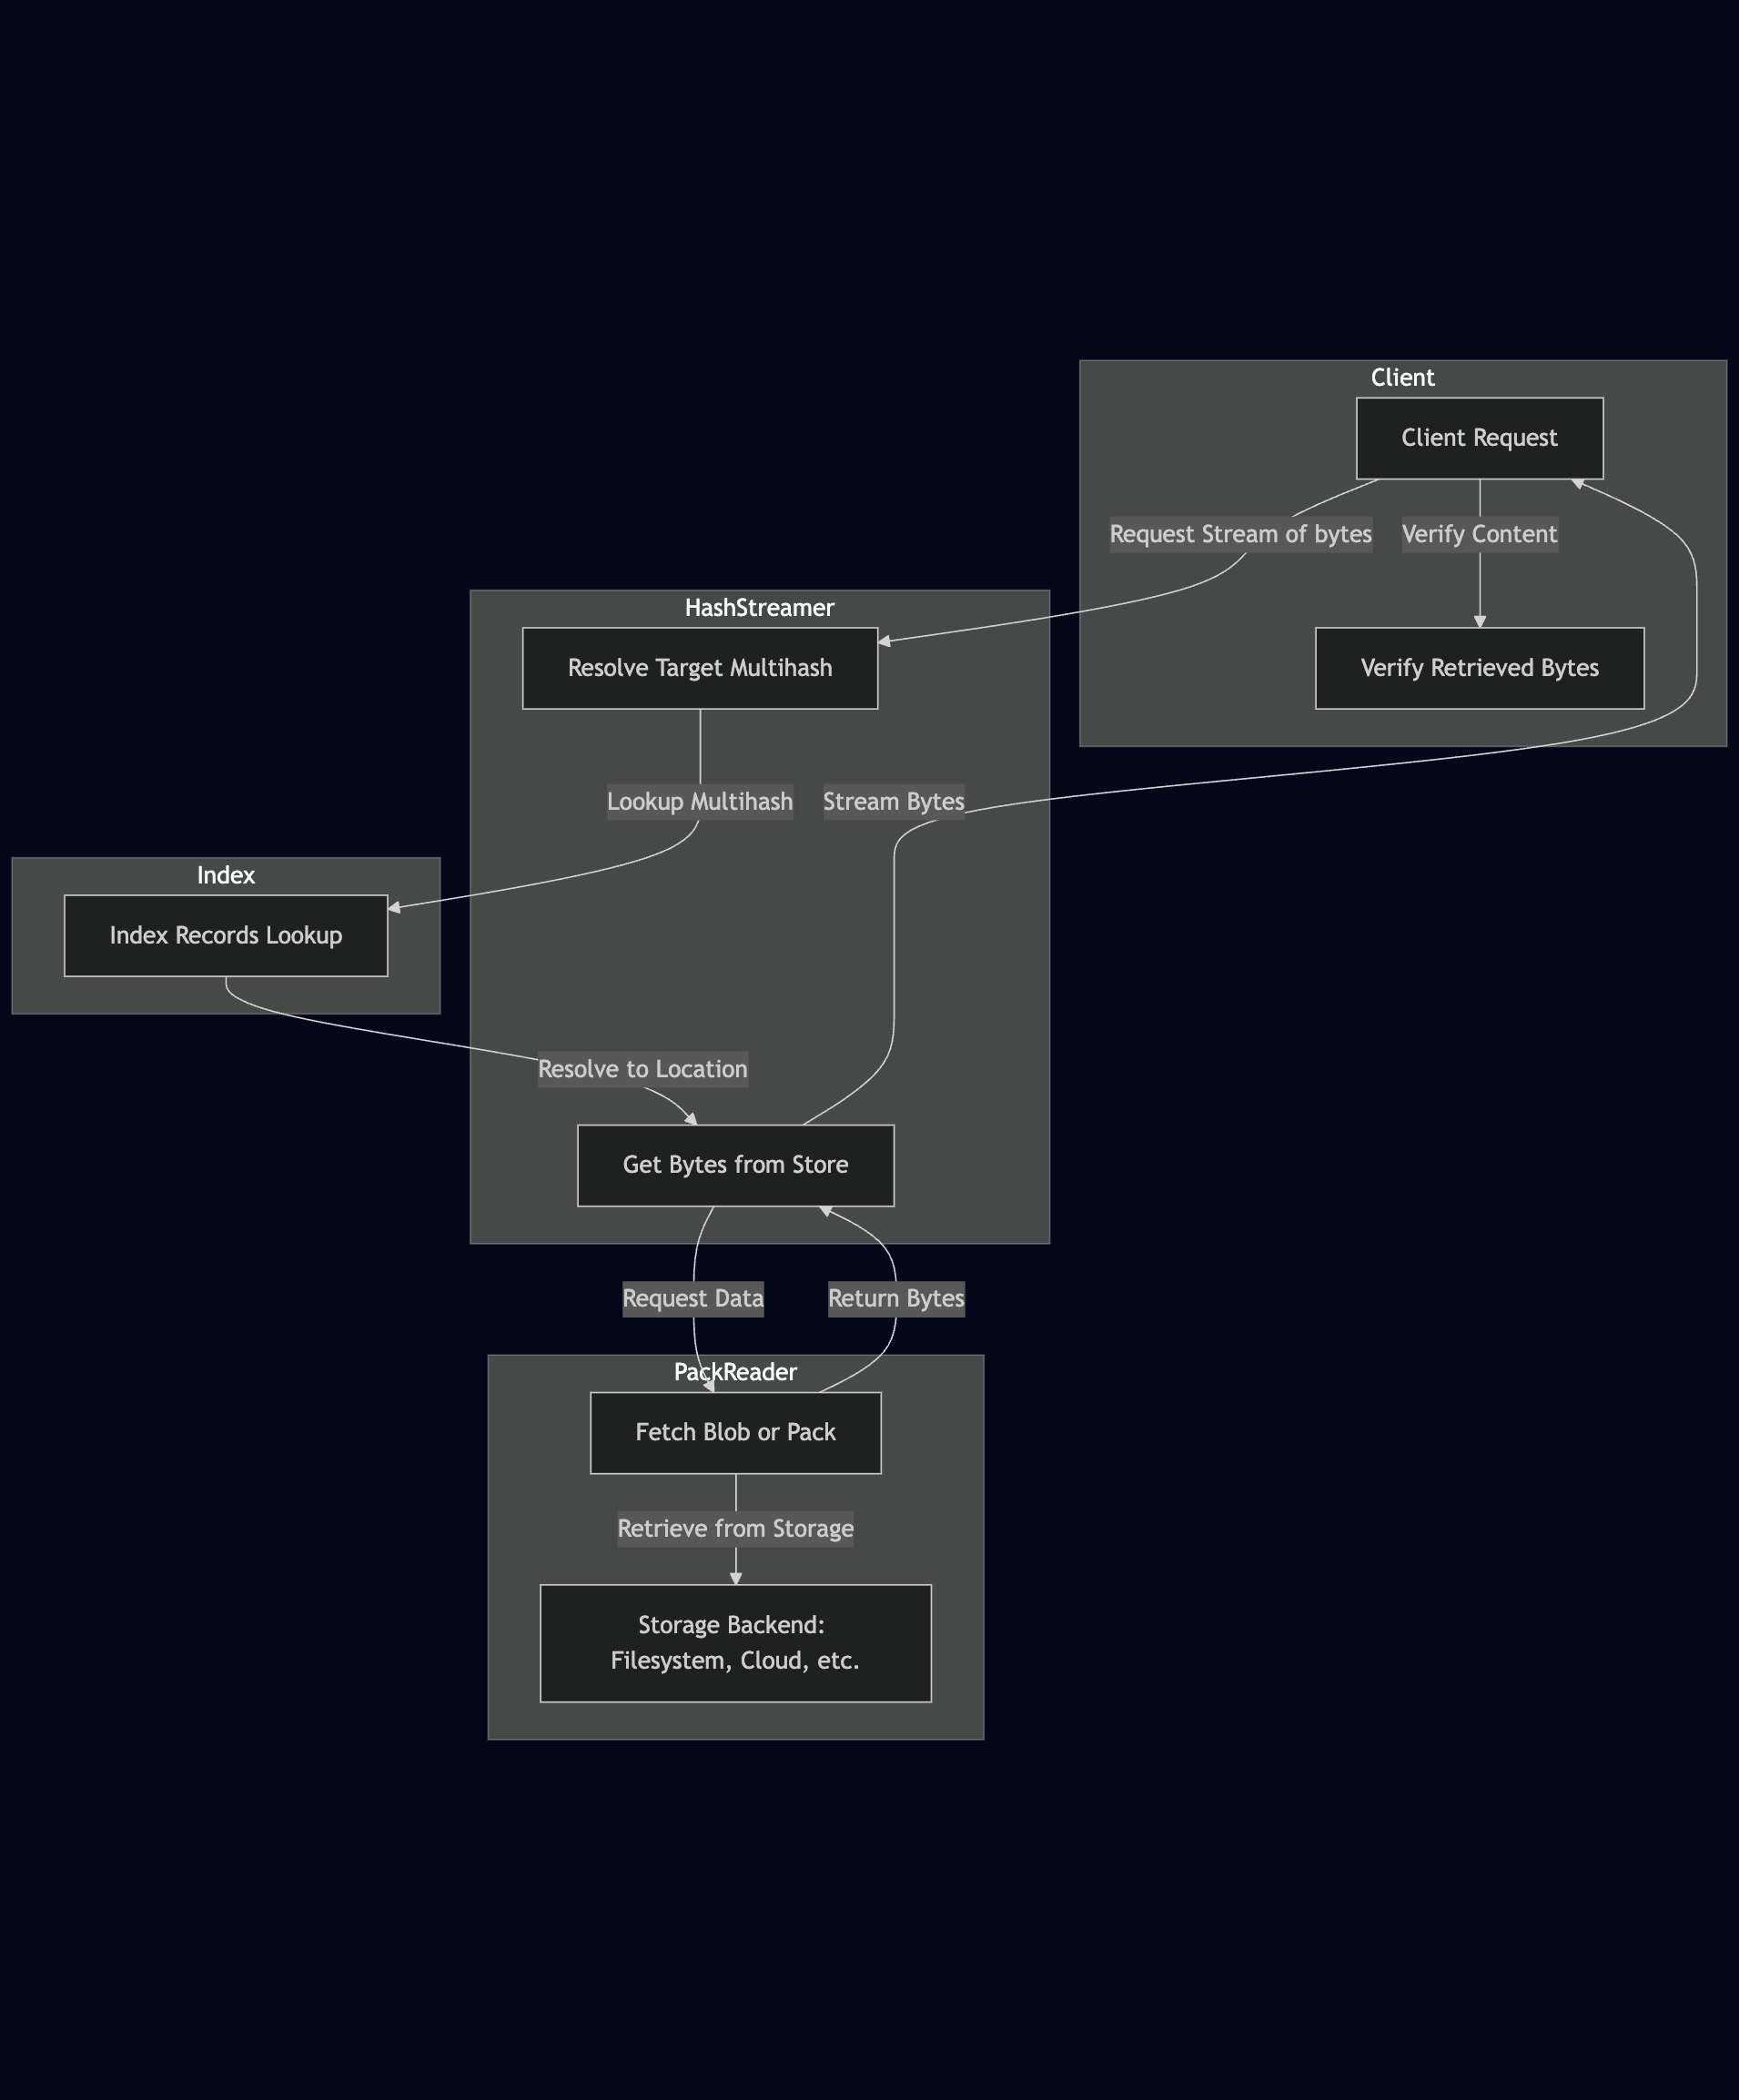 Client
Client Request
Request Stream of bytes
Verify Content
HashStreamer
Resolve Target Multihash
Verify Retrieved Bytes
Lookup Multihash
Stream Bytes
Index
Index Records Lookup
Resolve to Location
Get Bytes from Store
Request Data
Return Bytes
PackReader
Fetch Blob or Pack
Retrieve from Storage
Storage Backend:
Filesystem, Cloud, etc.